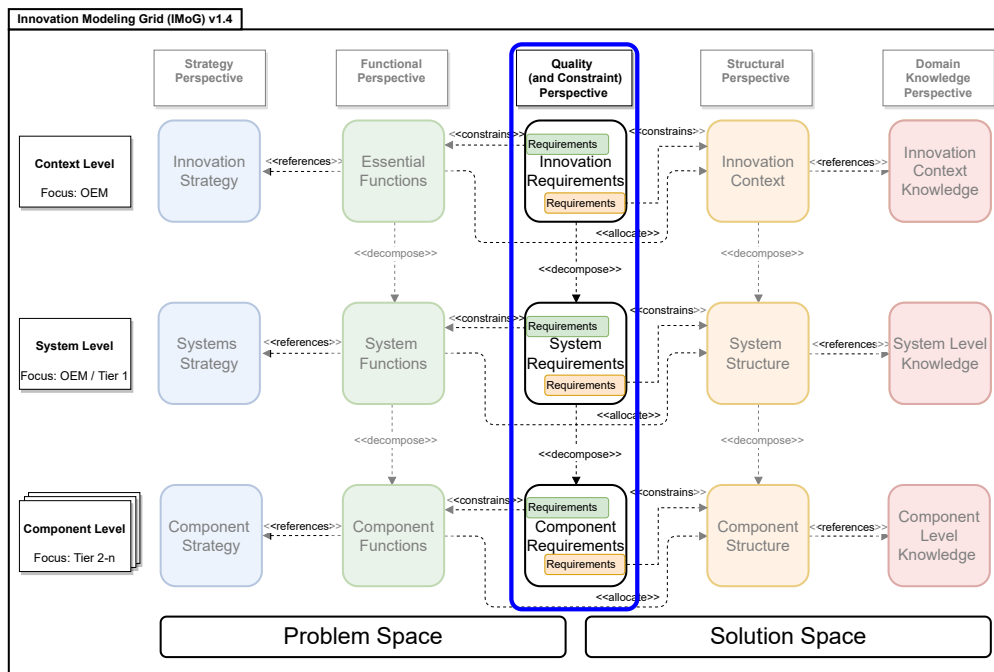 Innovation Modeling Grid (IMoG) v1.4
Strategy
Perspective
Functional
Perspective
Quality
(and Constraint)
Perspective
Structural
Perspective
Domain
Knowledge
Perspective
Context Level
Focus: OEM
Innovation
Strategy
<<references>>
Essential
Functions
<<constrains>>
Requirements
Innovation
Requirements
Requirements
<<constrains>>
<<allocate>>
Innovation
Context
<<references>>
Innovation
Context
Knowledge
<<decompose>>
<<decompose>>
<<decompose>>
System Level
Focus: OEM / Tier 1
Systems
Strategy
<<references>>
System
Functions
<<constrains>>
Requirements
System
Requirements
Requirements
<<constrains>>
<<allocate>>
System
Structure
<<references>>
System Level
Knowledge
<<decompose>>
<<decompose>>
<<decompose>>
Component Level
Focus: Tier 2-n
Component
Strategy
<<references>>
Component
Functions
<<constrains>>
Requirements
Component
Requirements
Requirements
<<constrains>>
<<allocate>>
Component
Structure
<<references>>
Component
Level
Knowledge
Problem Space
Solution Space